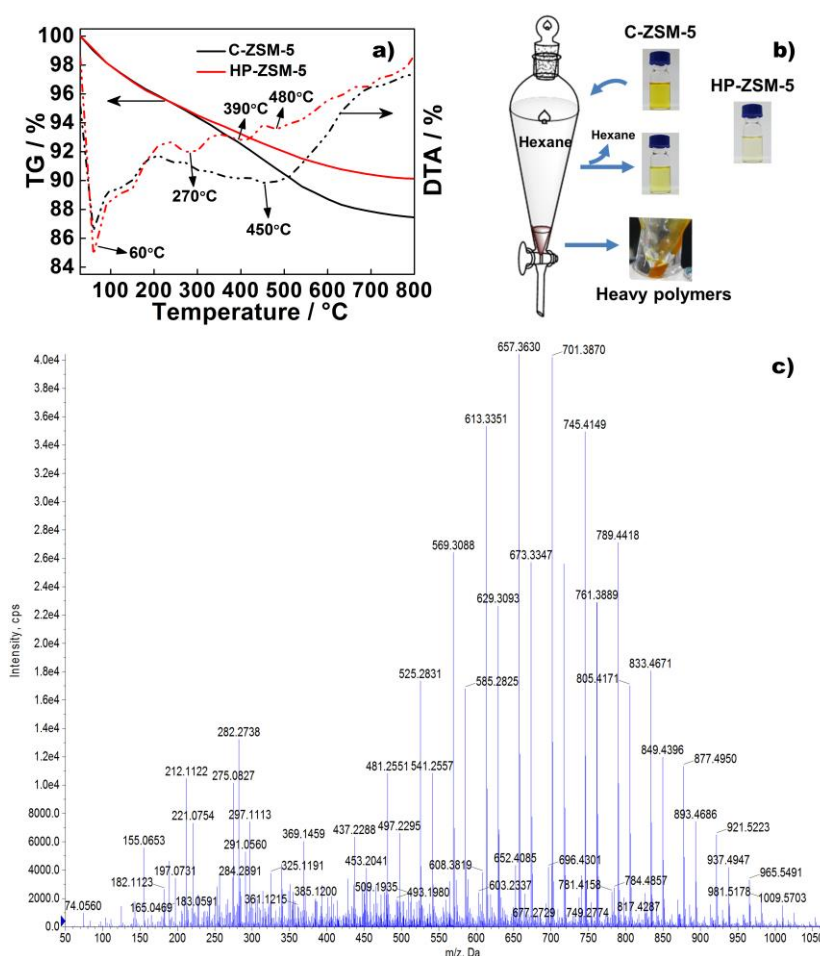 a)
C-ZSM-5
HP-ZSM-5
390°C
480°C
270°C
450°C
60°C
TG / %
100
98
96
94
92
90
88
86
84
DTA / %
100 200 300 400 500 600 700 800
Temperature / °C
b)
C-ZSM-5
HP-ZSM-5
Hexane
Hexane
Heavy polymers
c)
Intensity, cps
4.0e4
3.8e4
3.6e4
3.4e4
3.2e4
3.0e4
2.8e4
2.6e4
2.4e4
2.2e4
2.0e4
1.8e4
1.6e4
1.4e4
1.2e4
1.0e4
8000.0
6000.0
4000.0
2000.0
0.0
657.3630
701.3870
613.3351
745.4149
569.3088
673.3347
789.4418
629.3093
761.3889
525.2831
585.2825
805.4171
833.4671
282.2738
212.1122
275.0827
481.2551
541.2557
849.4396
877.4950
221.0754
297.1113
155.0653
291.0560
369.1459
437.2288
497.2295
893.4686
921.5223
182.1123
197.0731
284.2891
325.1191
453.2041
608.3819
652.4085
696.4301
937.4947
74.0560
165.0469
183.0591
361.1215
385.1200
509.1935
493.1980
603.2337
677.2729
781.4158
784.4857
749.2774
817.4287
965.5491
981.5178
1009.5703
50 100 150 200 250 300 350 400 450 500 550 600 650 700 750 800 850 900 950 1000 1050
m/z, Da